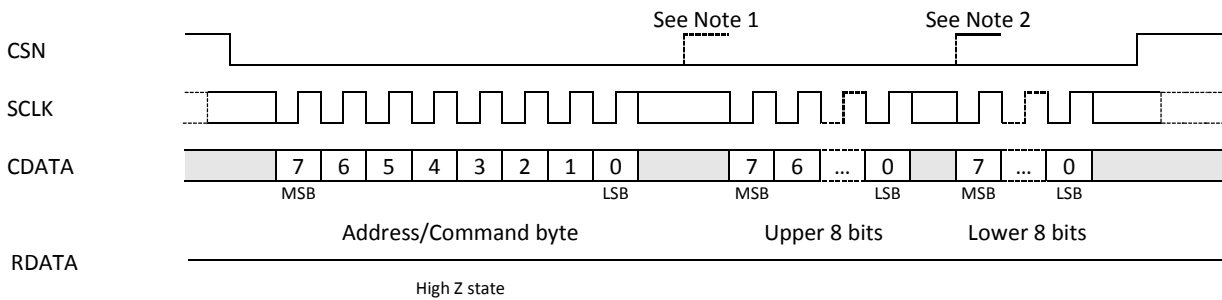 See Note 1 See Note 2
CSN
SCLK
CDATA 7 6 5 4 3 2 1 0 7 6 ... 0 7 ... 0
MSB LSB MSB LSB MSB LSB
Address/Command byte Upper 8 bits Lower 8 bits
RDATA
High Z state